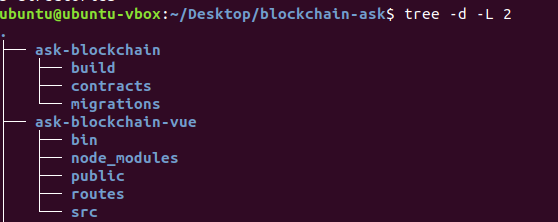 ubuntu@ubuntu-vbox:~/Desktop/blockchain-ask$ tree -d -L 2
.
├── ask-blockchain
│   ├── build
│   ├── contracts
│   └── migrations
├── ask-blockchain-vue
│   ├── bin
│   ├── node_modules
│   ├── public
│   ├── routes
│   └── src